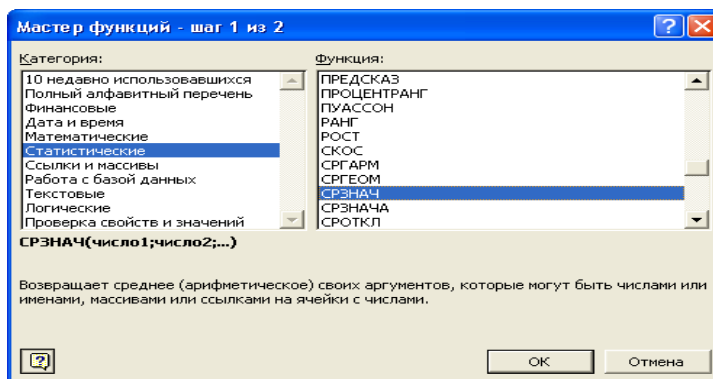 Мастер функций - шаг 1 из 2
Категория:
10 недавно использовавшихся
Полный алфавитный перечень
Финансовые
Дата и время
Математические
Статистические
Ссылки и массивы
Работа с базой данных
Текстовые
Логические
Проверка свойств и значений
Функция:
ПРЕДСКАЗ
ПРОЦЕНТРАНГ
ПУАССОН
РАНГ
РОСТ
СКОС
СРГАРМ
СРГЕОМ
СРЗНАЧ
СРЗНАЧА
СРОТКЛ
СРЗНАЧ(число1;число2;...)
Возвращает среднее (арифметическое) своих аргументов, которые могут быть числами или
именами, массивами или ссылками на ячейки с числами.
ОК
Отмена